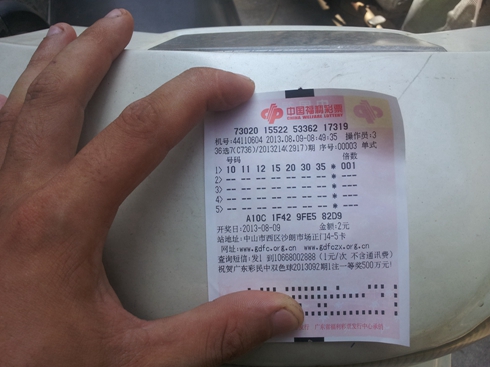 中国福利彩票
CHINA WELFARE LOTTERY
73020 15522 53362 17319
机号:44110604 2013.08.09-08:49:35 操作员:3
36选7(C736)/2013214(2917)期 序号:00003 单式
号码 倍数
1> 10 11 12 15 20 30 35 * 001
2> -- -- -- -- -- -- -- * --
3> -- -- -- -- -- -- -- * --
4> -- -- -- -- -- -- -- * --
5> -- -- -- -- -- -- -- * --
A10C 1F42 9FE5 82D9
开奖日:2013-08-09 金额:2元
站地址:中山市西区沙朗市场正门4-5卡
网址:www.gdfc.org.cn www.gdfczx.org.cn
查询短信:发1 到10668002888 (1元/次 不含通讯费)
祝贺广东彩民中双色球2013092期1注一等奖500万元!